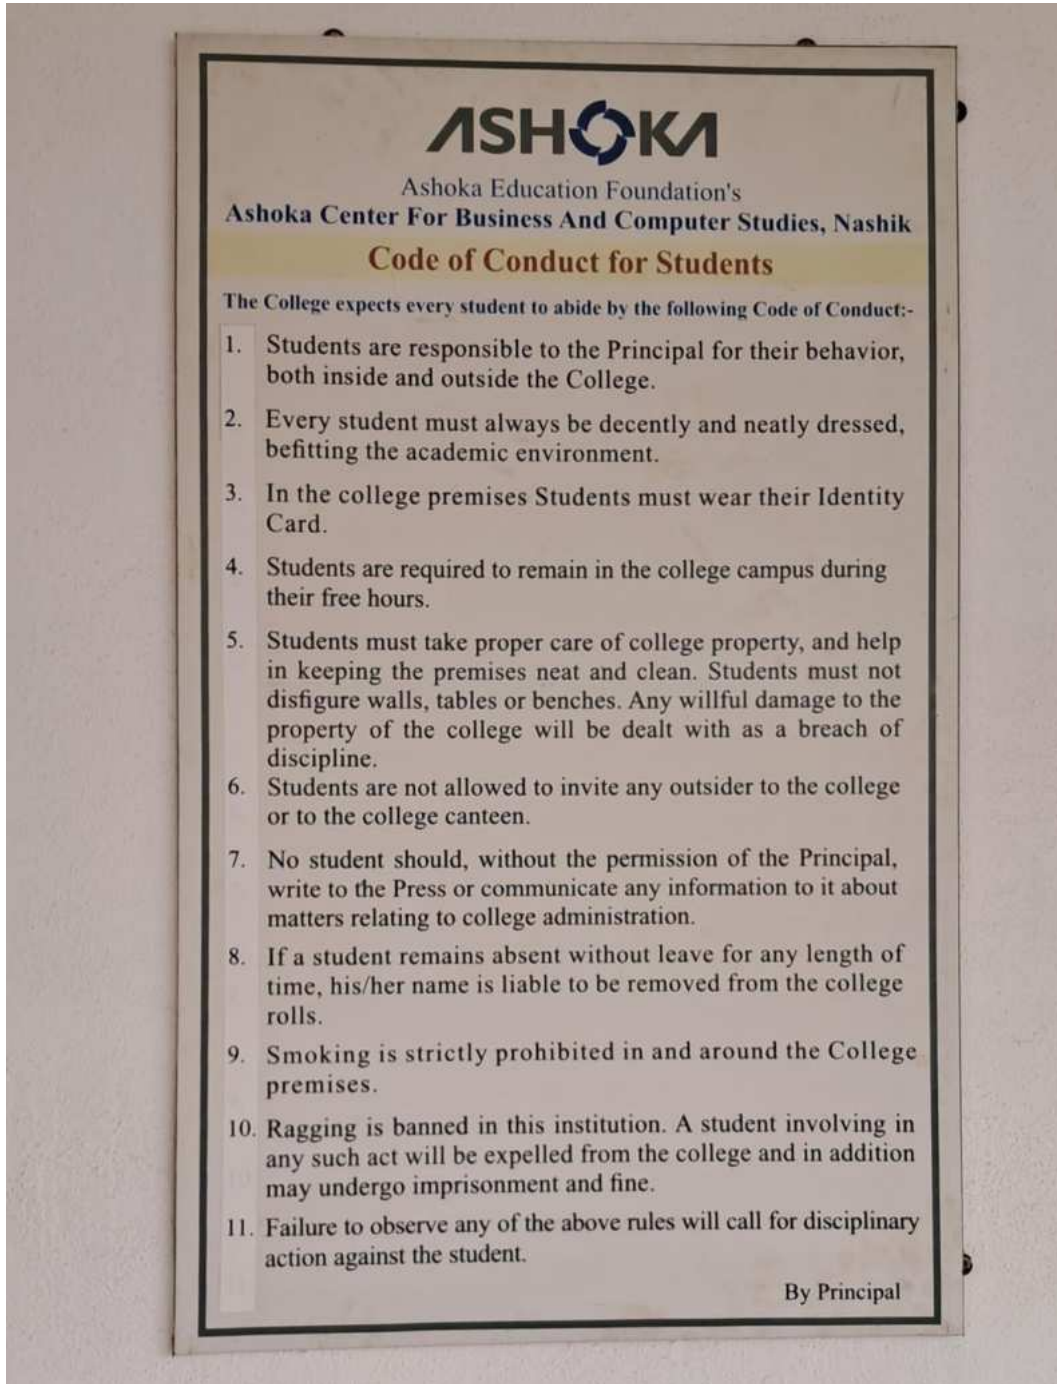 ASHOKA
Ashoka Education Foundation's
Ashoka Center For Business And Computer Studies, Nashik
Code of Conduct for Students
The College expects every student to abide by the following Code of Conduct:-
1. Students are responsible to the Principal for their behavior,
both inside and outside the College.
2. Every student must always be decently and neatly dressed,
befitting the academic environment.
3. In the college premises Students must wear their Identity
Card.
4. Students are required to remain in the college campus during
their free hours.
5. Students must take proper care of college property, and help
in keeping the premises neat and clean. Students must not
disfigure walls, tables or benches. Any willful damage to the
property of the college will be dealt with as a breach of
discipline.
6. Students are not allowed to invite any outsider to the college
or to the college canteen.
7. No student should, without the permission of the Principal,
write to the Press or communicate any information to it about
matters relating to college administration.
8. If a student remains absent without leave for any length of
time, his/her name is liable to be removed from the college
rolls.
9. Smoking is strictly prohibited in and around the College
premises.
10. Ragging is banned in this institution. A student involving in
any such act will be expelled from the college and in addition
may undergo imprisonment and fine.
11. Failure to observe any of the above rules will call for disciplinary
action against the student.
By Principal